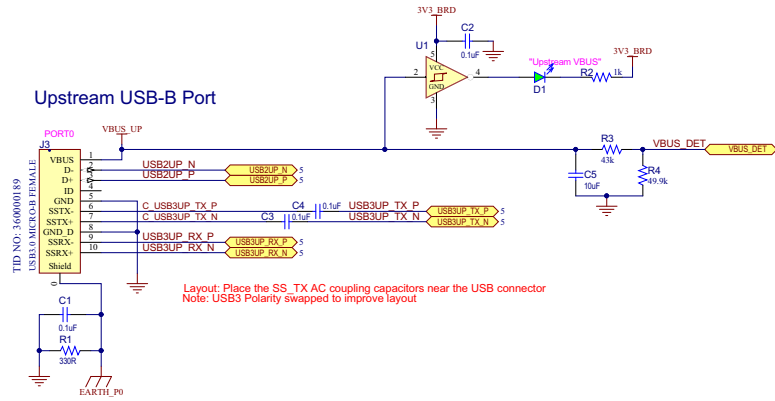 3V3_BRD
C2
0.1uF
U1
5
VCC
2
4
GND
3
"Upstream VBUS"
D1
R2
1k
3V3_BRD
Upstream USB-B Port
PORT0
J3
VBUS_UP
TID NO: 360000189
USB3.0 MICRO-B FEMALE
VBUS 1
D- 2 USB2UP_N USB2UP_N 5
D+ 3 USB2UP_P USB2UP_P 5
ID 4
GND 5
SSTX- 6 C_USB3UP_TX_P C4 0.1uF USB3UP_TX_P USB3UP_TX_P 5
SSTX+ 7 C_USB3UP_TX_N C3 0.1uF USB3UP_TX_N USB3UP_TX_N 5
GND_D 8
SSRX- 9 USB3UP_RX_P USB3UP_RX_P 5
SSRX+ 10 USB3UP_RX_N USB3UP_RX_N 5
Shield
0
R3
43k
VBUS_DET
VBUS_DET
C5
10uF
R4
49.9k
Layout: Place the SS_TX AC coupling capacitors near the USB connector
Note: USB3 Polarity swapped to improve layout
C1
0.1uF
R1
330R
EARTH_P0